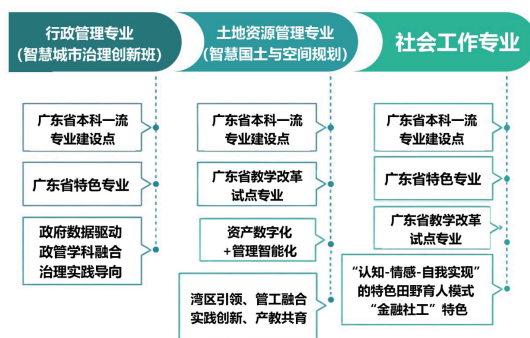 行政管理专业
（智慧城市治理创新班）
广东省本科一流
专业建设点
广东省特色专业
政府数据驱动
政管学科融合
治理实践导向
土地资源管理专业
（智慧国土与空间规划）
广东省本科一流
专业建设点
广东省教学改革
试点专业
资产数字化
+管理智能化
湾区引领、管工融合
实践创新、产教共育
社会工作专业
广东省本科一流
专业建设点
广东省特色专业
广东省教学改革
试点专业
“认知-情感-自我实现”
的特色田野育人模式
“金融社工”特色